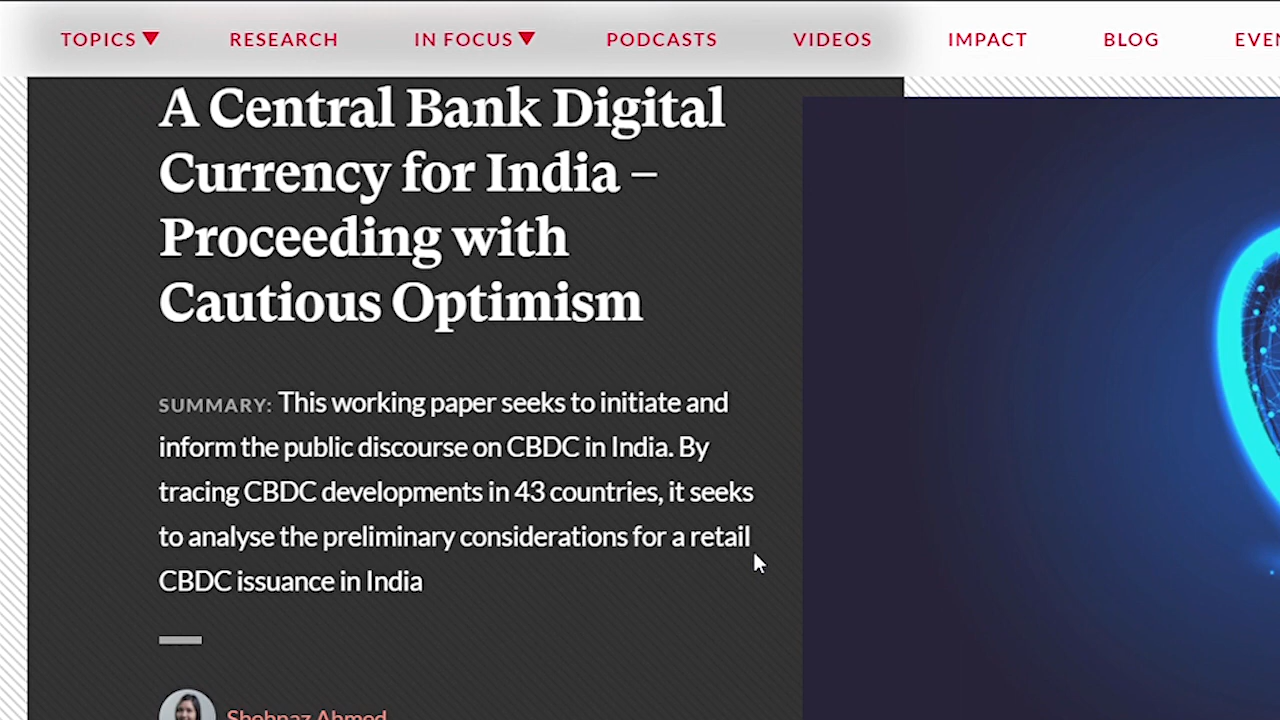 TOPICS RESEARCH IN FOCUS PODCASTS VIDEOS IMPACT BLOG
A Central Bank Digital
Currency for India –
Proceeding with
Cautious Optimism
SUMMARY: This working paper seeks to initiate and
inform the public discourse on CBDC in India. By
tracing CBDC developments in 43 countries, it seeks
to analyse the preliminary considerations for a retail
CBDC issuance in India
Shehnaz Ahmed